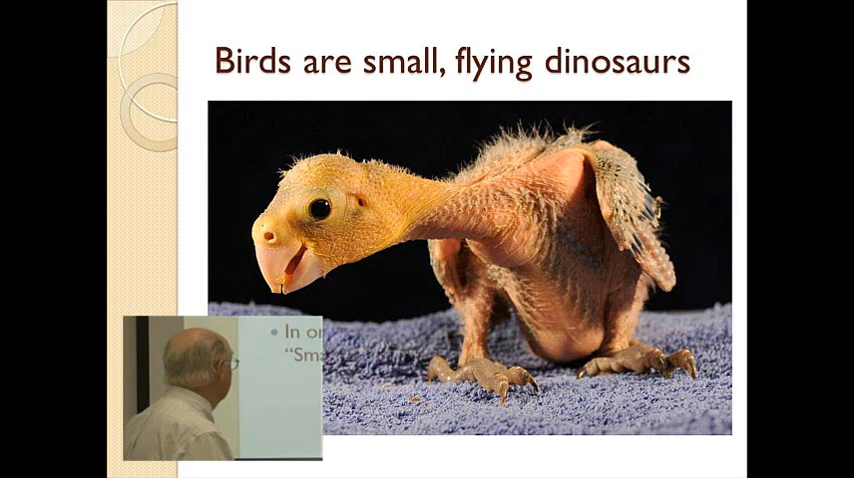 Birds are small, flying dinosaurs
• In or
"Sma